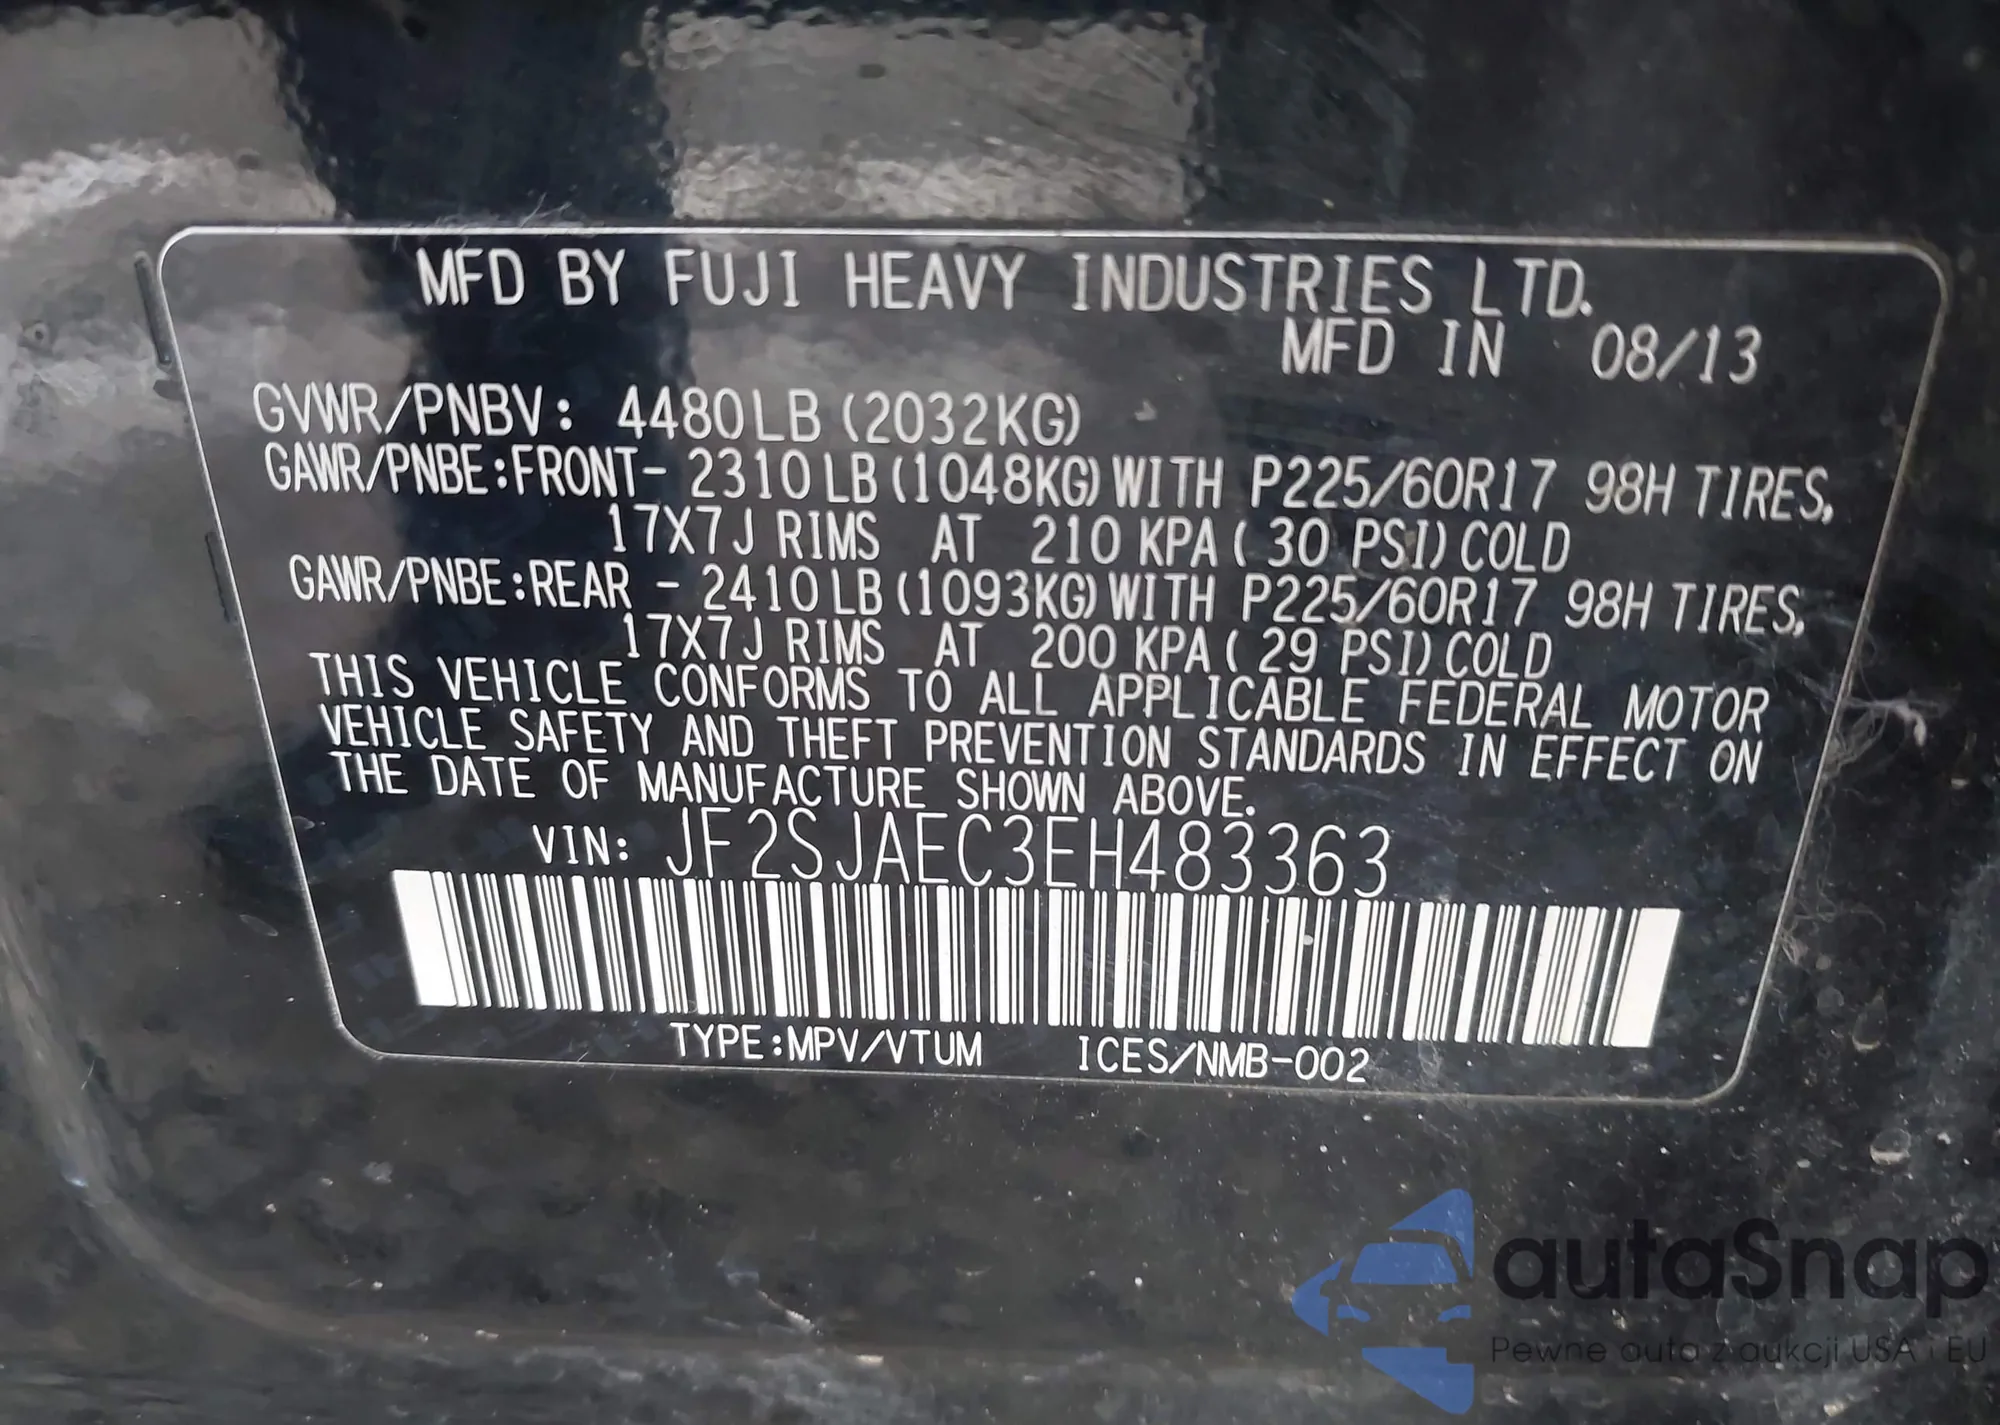 MFD BY FUJI HEAVY INDUSTRIES LTD.
MFD IN 08/13
GVWR/PNBV: 4480LB (2032KG)
GAWR/PNBE:FRONT- 2310LB(1048KG)WITH P225/60R17 98H TIRES,
17X7J RIMS AT 210 KPA( 30 PSI)COLD
GAWR/PNBE:REAR - 2410LB(1093KG)WITH P225/60R17 98H TIRES,
17X7J RIMS AT 200 KPA( 29 PSI)COLD
THIS VEHICLE CONFORMS TO ALL APPLICABLE FEDERAL MOTOR
VEHICLE SAFETY AND THEFT PREVENTION STANDARDS IN EFFECT ON
THE DATE OF MANUFACTURE SHOWN ABOVE.
VIN: JF2SJAEC3EH483363
TYPE:MPV/VTUM ICES/NMB-002
autaSnap
Pewne auta z aukcji USA i EU